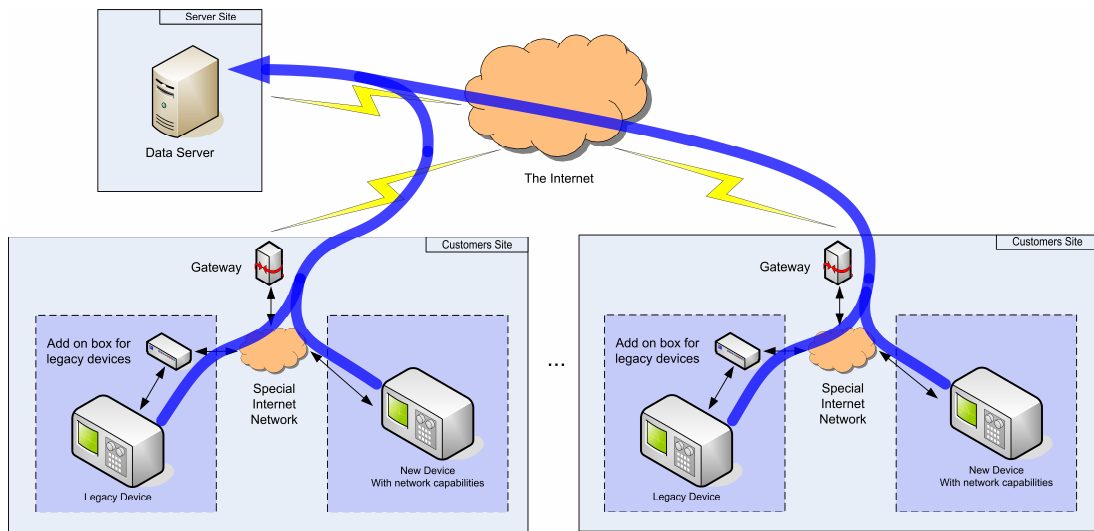 Server Site
Data Server
The Internet
Customers Site
Gateway
Add on box for
legacy devices
Special
Internet
Network
Legacy Device
New Device
With network capabilities
...
Customers Site
Gateway
Add on box for
legacy devices
Special
Internet
Network
Legacy Device
New Device
With network capabilities